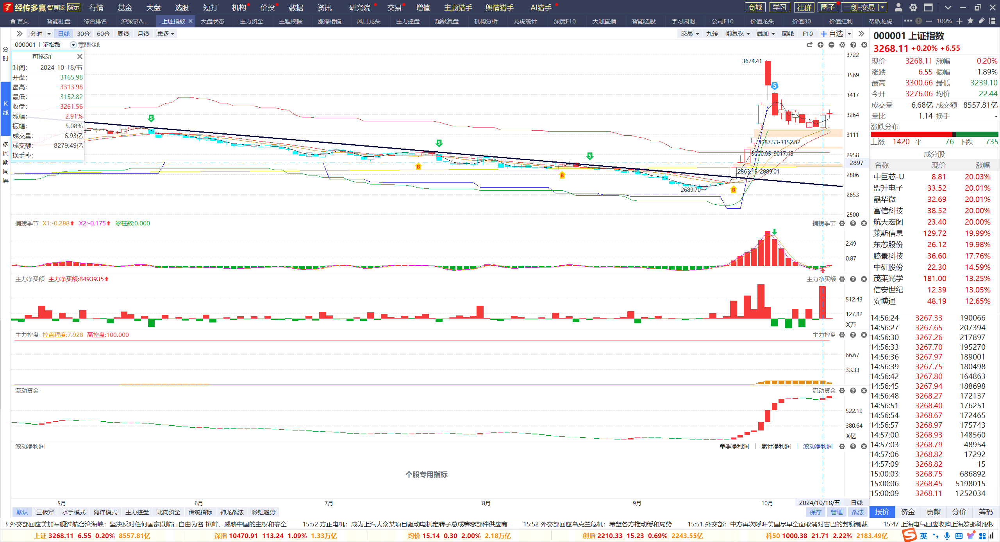 经传多赢 智尊版 演示 行情 基金 大盘 选股 短打 机构 价投 数据 资讯 研究院 交易 增值 主题猎手 舆情猎手 AI猎手 商城 学习 社群 圈子 一创-交易
首页 智能盯盘 综合排名 沪深京A... 上证指数 大盘状态 主力资金 主题挖掘 涨停棱镜 风口龙头 主力控盘 超级复盘 机构分析 龙虎统计 深度F10 大咖直播 智能选股 学习园地 公司F10 价值龙头 价值30 价值红利 帮派龙虎 100%
分时 日线 30分 60分 周线 月线 更多 交易 九转 前复权 叠加 画线 F10 自选
分时
K线
多周期同屏
000001 上证指数 慧眼K线
可拖动
时间: 2024-10-18/五
开盘: 3165.98
最高: 3313.98
最低: 3152.82
收盘: 3261.56
涨幅: 2.91%
振幅: 5.08%
成交量: 6.93亿
成交额: 8279.49亿
换手率:
3674.41
3087.53-3152.82
3000.95-3017.45
2863.15-2889.01
2689.70
S
S
S
S
B
B
B
3722
3569
3417
3264
3111
2958
2897
2806
2653
2500
捕捞季节 X1:-0.288 X2:-0.175 彩柱数:0.000 捕捞季节
2.49
0.87
主力净买额 主力净买额:8493935 主力净买额
512.43
127.82
X万
主力控盘 控盘程度:7.928 高控盘:100.000 主力控盘
66.67
33.33
流动资金 流动资金
522.19
380.64
X亿
滚动净利润 单季净利润 累计净利润 滚动净利润
个股专用指标
5月 6月 7月 8月 9月 10月 2024/10/18/五 日线
默认 三板斧 水手模式 海洋模式 主力控盘 北向资金 传统指标 神龙战法 彩虹趋势 保存 管理 战法
000001 上证指数
3268.11 +0.20% +6.55
现价 3268.11 涨幅 0.20%
涨跌 6.55 振幅 1.89%
最高 3300.66 最低 3239.10
今开 3276.06 均价 22.44
成交量 6.68亿 成交额 8557.81亿
量比 1.14 换手 -
涨跌分布
上涨 1420 平 76 下跌 735
成分股
名称 现价 涨幅
中巨芯-U 8.81 20.03%
盟升电子 33.52 20.01%
晶华微 32.69 20.01%
富信科技 38.52 20.00%
航天宏图 23.40 20.00%
莱斯信息 129.72 19.99%
东芯股份 26.12 19.98%
腾景科技 36.60 17.76%
中研股份 22.30 14.59%
茂莱光学 181.00 13.25%
信安世纪 12.39 13.05%
安博通 48.19 12.65%
14:56:24 3267.33 190066
14:56:27 3267.65 207394
14:56:30 3267.26 217897
14:56:33 3267.70 195270
14:56:36 3267.97 189001
14:56:39 3267.75 180498
14:56:42 3267.80 164863
14:56:45 3267.94 188698
14:56:48 3268.27 172137
14:56:51 3268.40 176251
14:56:54 3268.67 172465
14:56:57 3268.97 175743
14:57:00 3268.93 148560
14:57:03 3268.79 48954
14:57:06 3268.82 17292
14:57:09 3268.82 15
15:00:03 3268.75 686892
15:00:06 3268.45 5198015
15:00:09 3268.11 1252034
报价 资金 贡献 分价 筹码
3 外交部回应美加军舰过航台湾海峡：坚决反对任何国家以航行自由为名 挑衅、威胁中国的主权和安全 15:52 方正电机：成为上汽大众某项目驱动电机定转子总成等零部件供应商 15:52 外交部回应乌克兰危机：希望各方推动缓和局势 15:51 外交部：中方再次呼吁美国尽早全面取消对古巴的封锁制裁 15:47 上海电气回应收购上海发那科股权
上证 3268.11 6.55 0.20% 8557.81亿 深指 10470.91 113.24 1.09% 1.33万亿 均价 15.14 0.30 2.00% 2.18万亿 创指 2210.33 15.23 0.69% 2243.55亿 科50 1000.38 21.71 2.22% 2183.49亿 英